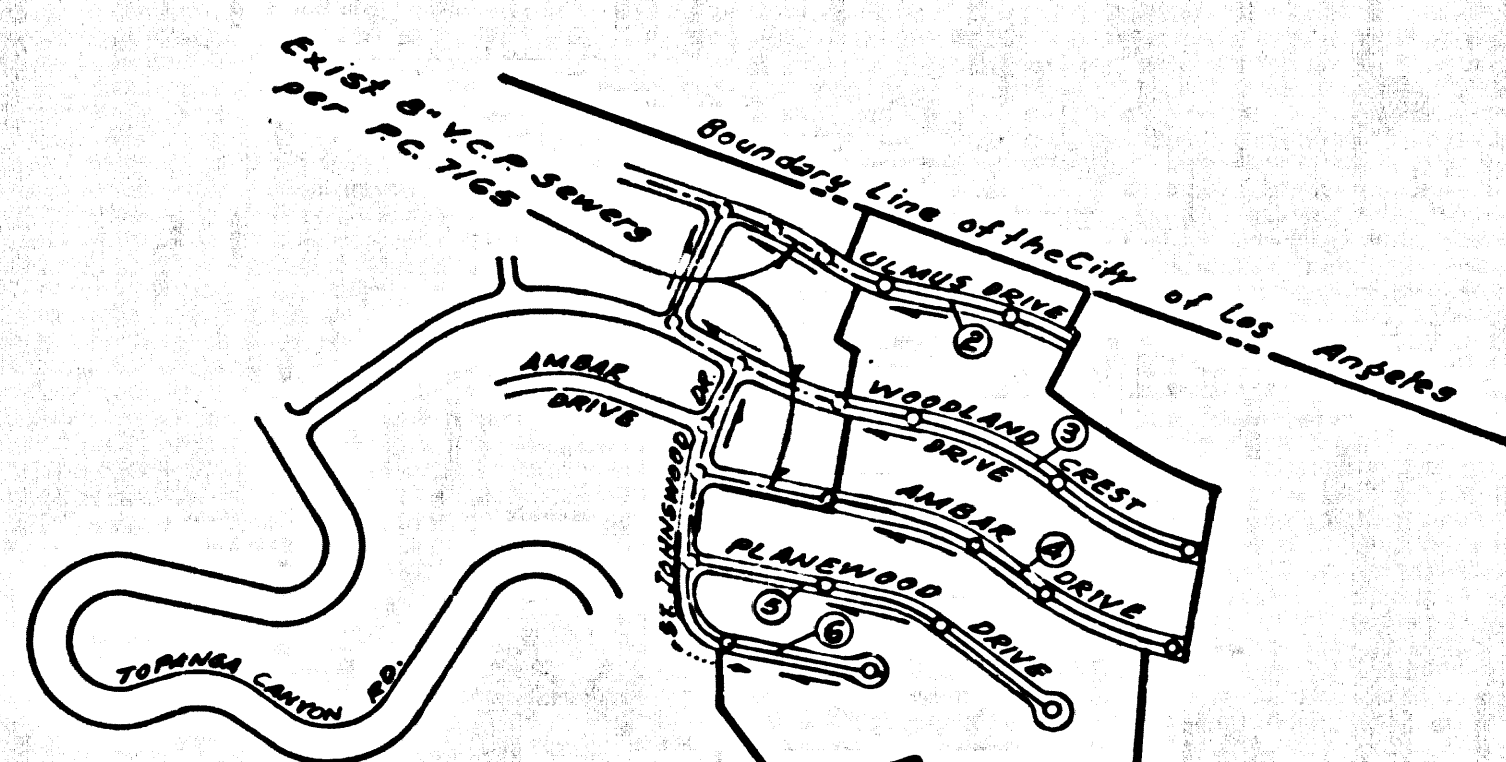 Exist 8" V.C.P. Sewers
per P.C. 7165
Boundary Line of the City of Los Angeles
ULMUS DRIVE
2
AMBAR
DRIVE
DR.
ST. JOHNSWOOD
WOODLAND CREST
DRIVE
3
AMBAR DRIVE
4
PLANEWOOD DRIVE
5
6
TOPANGA CANYON RD.